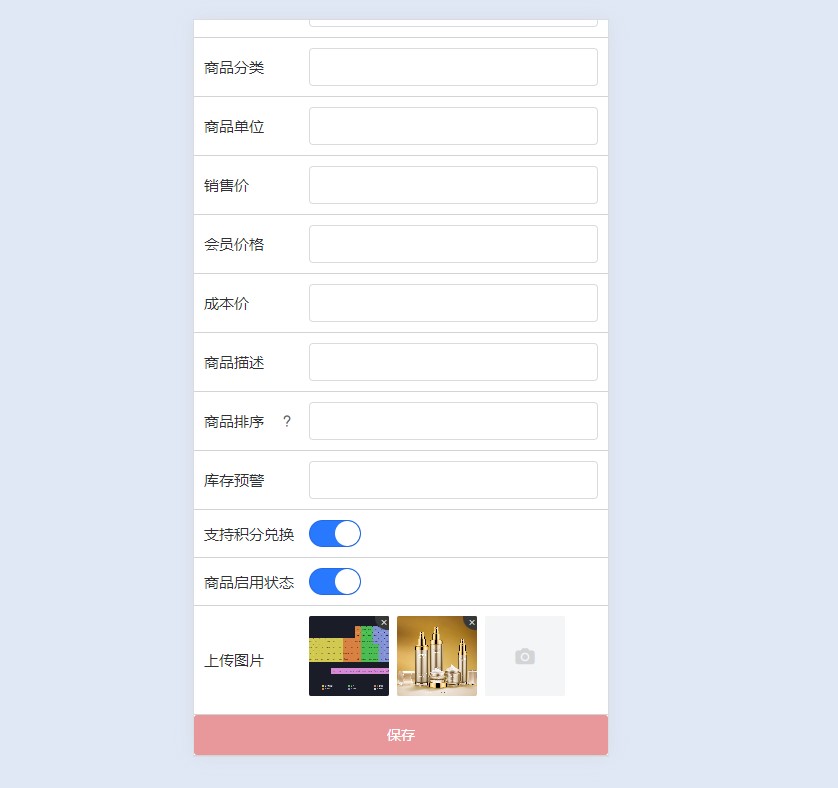 商品分类
商品单位
销售价
会员价格
成本价
商品描述
商品排序 ?
库存预警
支持积分兑换
商品启用状态
上传图片
保存